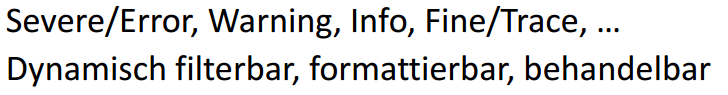 Severe/Error, Warning, Info, Fine/Trace, …
Dynamisch filterbar, formattierbar, behandelbar